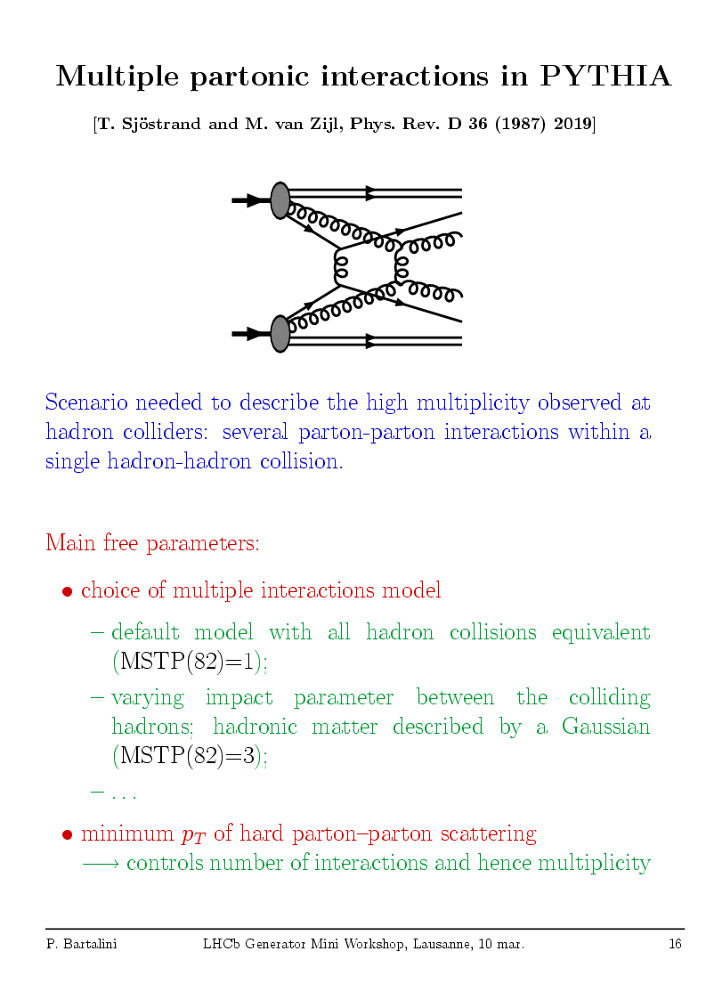 Multiple partonic interactions in PYTHIA
[T. Sjöstrand and M. van Zijl, Phys. Rev. D 36 (1987) 2019]
Scenario needed to describe the high multiplicity observed at
hadron colliders: several parton-parton interactions within a
single hadron-hadron collision.
Main free parameters:
• choice of multiple interactions model
– default model with all hadron collisions equivalent
(MSTP(82)=1);
– varying impact parameter between the colliding
hadrons; hadronic matter described by a Gaussian
(MSTP(82)=3);
– . . .
• minimum p_T of hard parton–parton scattering
⟶ controls number of interactions and hence multiplicity
P. Bartalini LHCb Generator Mini Workshop, Lausanne, 10 mar. 16